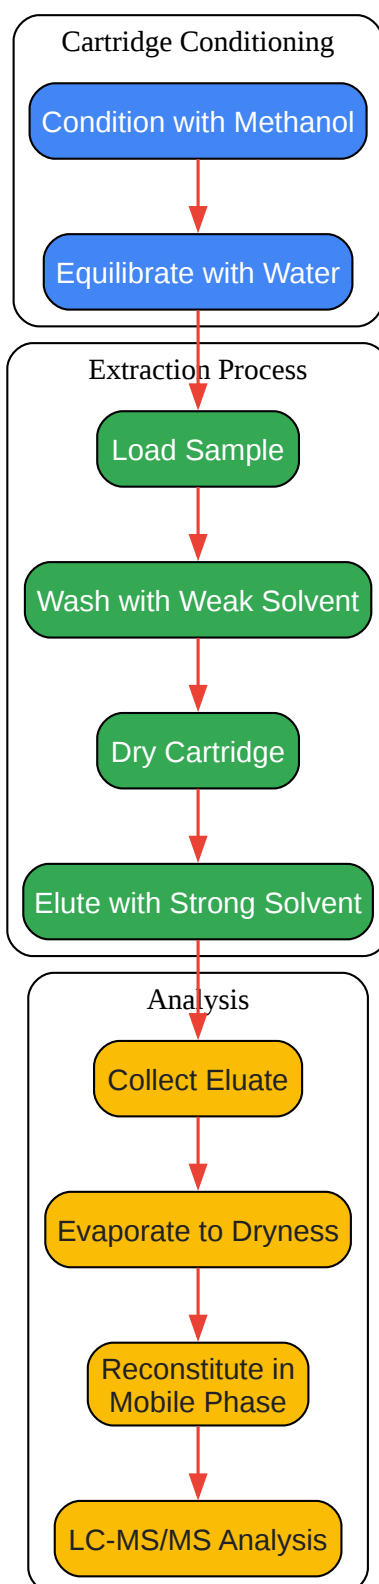 Cartridge Conditioning
Condition with Methanol
Equilibrate with Water
Extraction Process
Load Sample
Wash with Weak Solvent
Dry Cartridge
Elute with Strong Solvent
Analysis
Collect Eluate
Evaporate to Dryness
Reconstitute in
Mobile Phase
LC-MS/MS Analysis